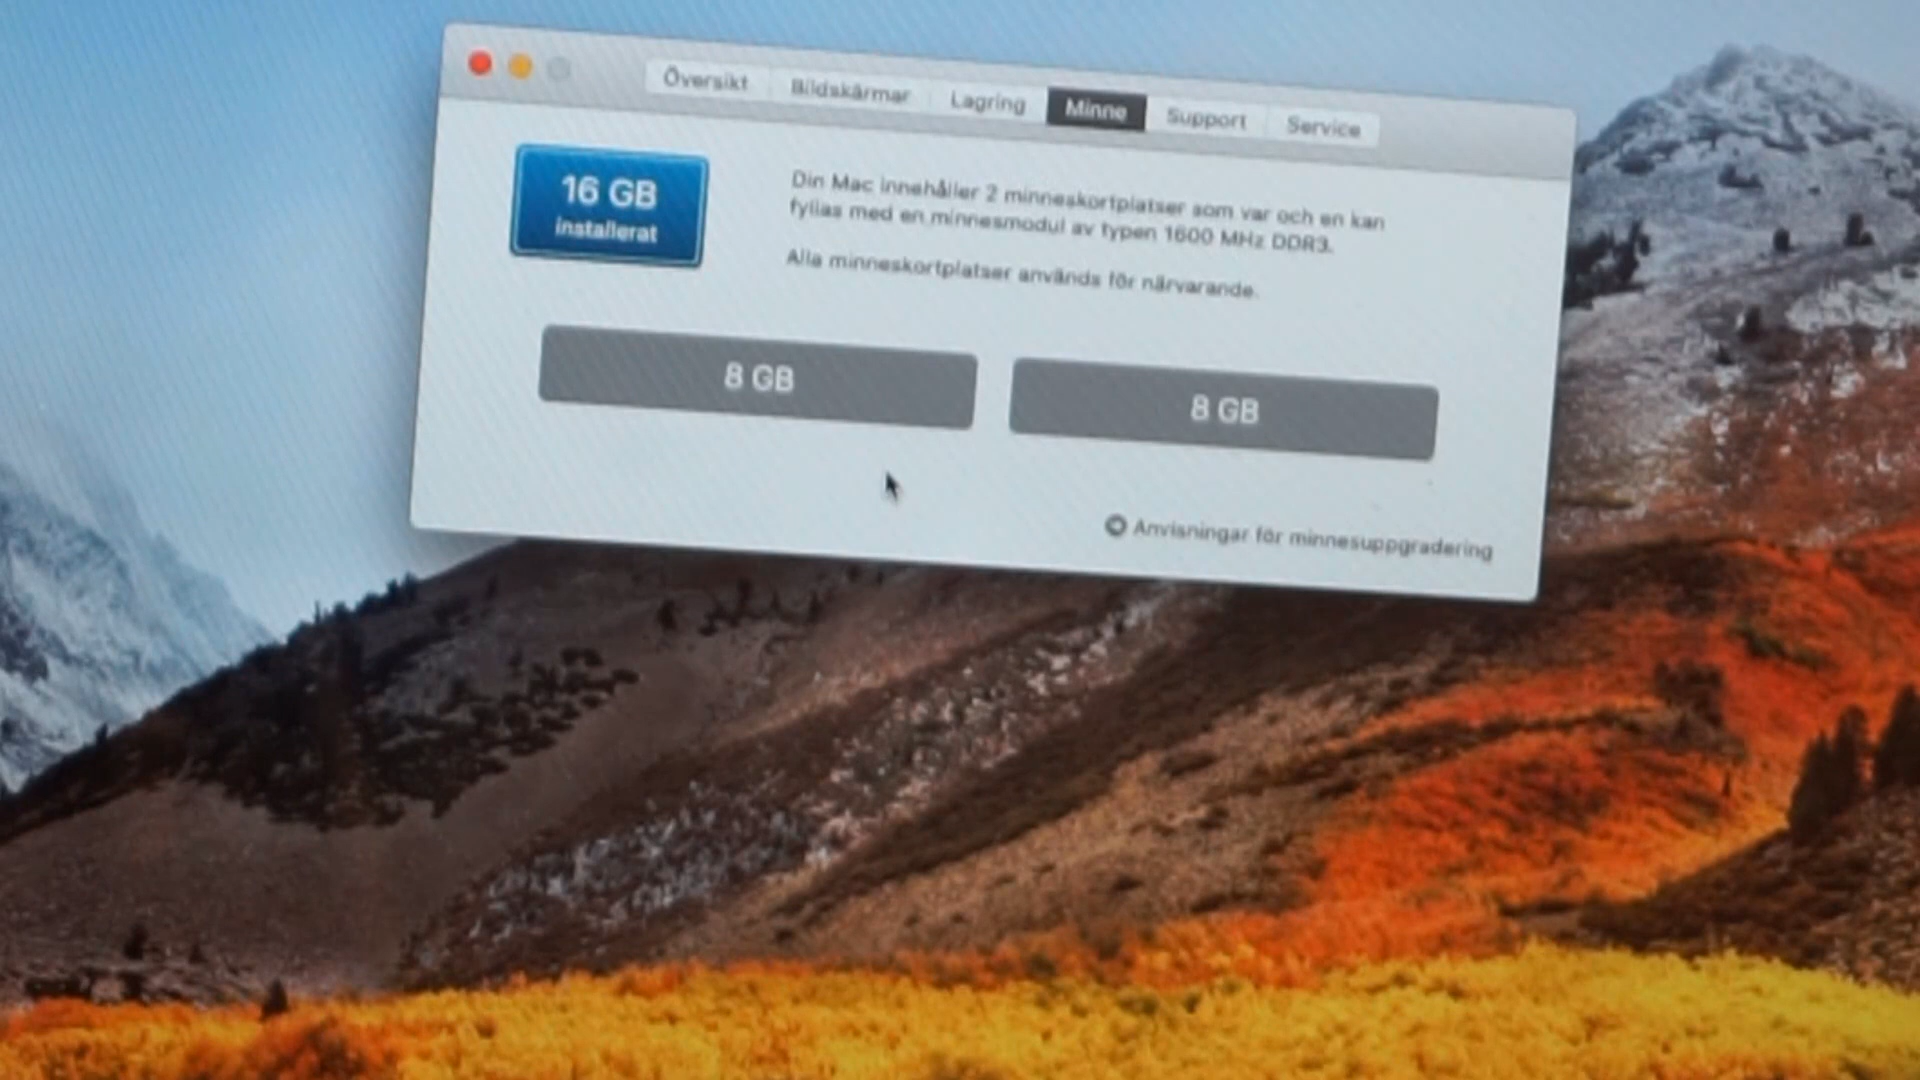 Översikt Bildskärmar Lagring Minne Support Service
16 GB
installerat
Din Mac innehåller 2 minneskortplatser som var och en kan
fyllas med en minnesmodul av typen 1600 MHz DDR3.
Alla minneskortplatser används för närvarande.
8 GB
8 GB
Anvisningar för minnesuppgradering